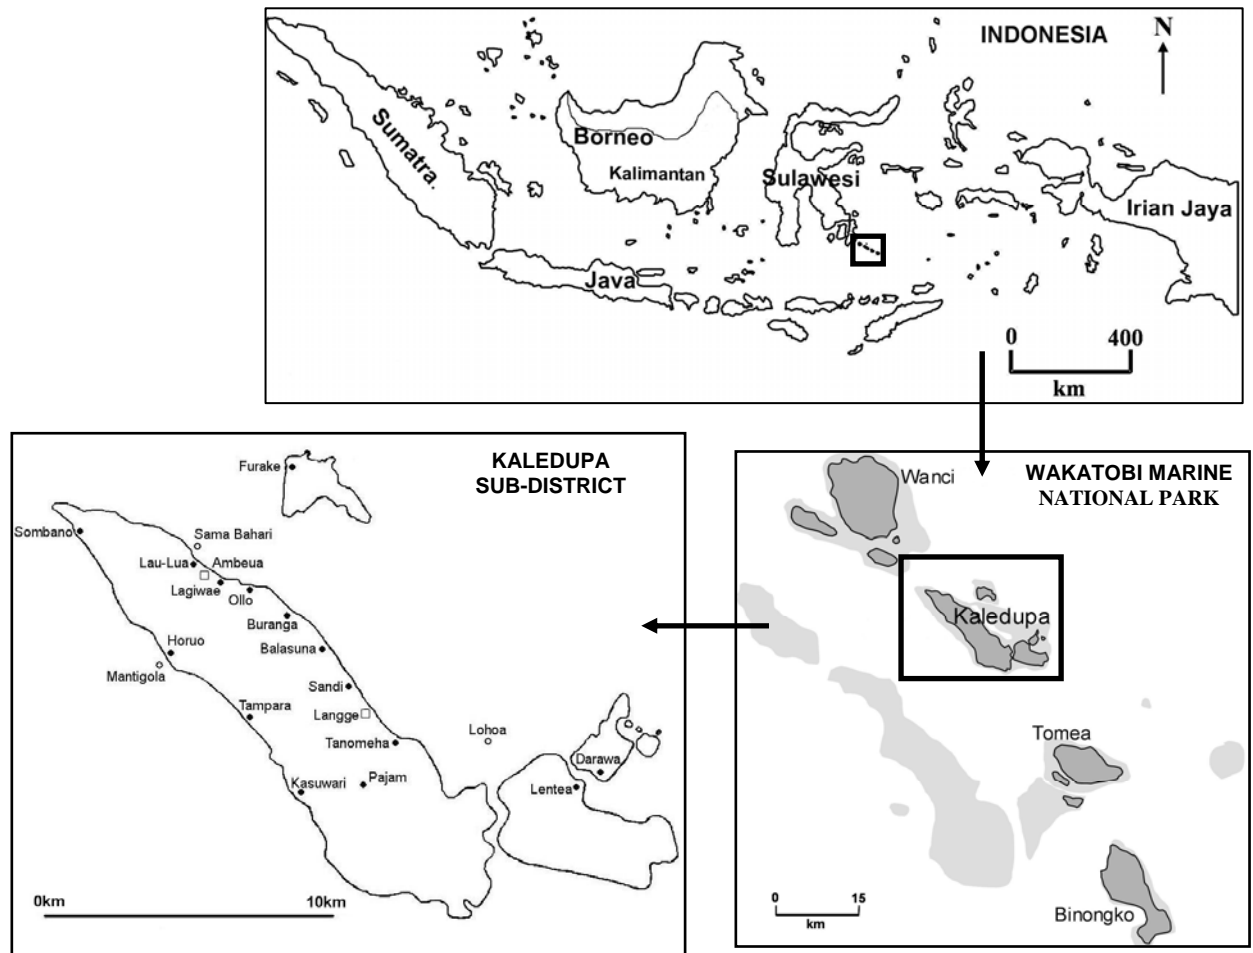 INDONESIA
N
Sumatra.
Borneo
Kalimantan
Sulawesi
Irian Jaya
Java
0 400
km
KALEDUPA
SUB-DISTRICT
Furake
Sombano
Sama Bahari
Lau-Lua
Ambeua
Lagiwae
Ollo
Buranga
Horuo
Balasuna
Mantigola
Sandi
Tampara
Langge
Lohoa
Tanomeha
Darawa
Kasuwari
Pajam
Lentea
0km 10km
WAKATOBI MARINE
NATIONAL PARK
Wanci
Kaledupa
Tomea
Binongko
0 15
km